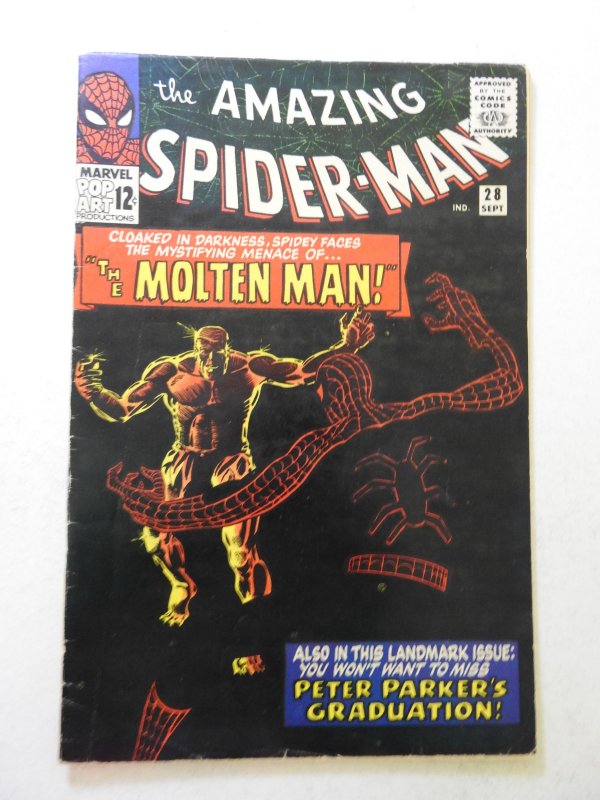 the AMAZING
SPIDER-MAN
APPROVED
BY THE
COMICS
CODE
CA
AUTHORITY
MARVEL
POP
ART
PRODUCTIONS
12¢
IND.
28
SEPT
CLOAKED IN DARKNESS, SPIDEY FACES
THE MYSTIFYING MENACE OF...
"THE MOLTEN MAN!"
ALSO IN THIS LANDMARK ISSUE:
YOU WON'T WANT TO MISS
PETER PARKER'S
GRADUATION!